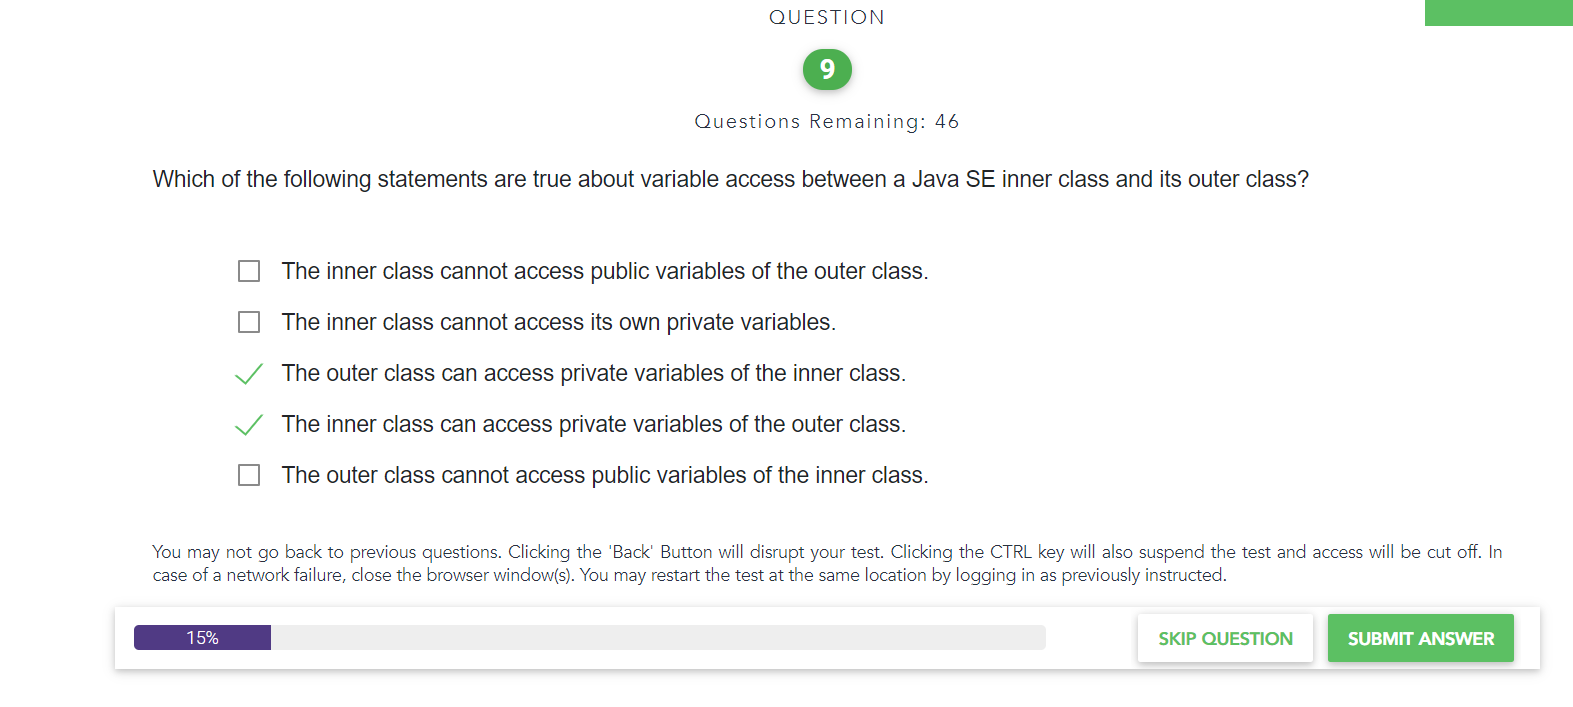 QUESTION
9
Questions Remaining: 46
Which of the following statements are true about variable access between a Java SE inner class and its outer class?
The inner class cannot access public variables of the outer class.
The inner class cannot access its own private variables.
The outer class can access private variables of the inner class.
The inner class can access private variables of the outer class.
The outer class cannot access public variables of the inner class.
You may not go back to previous questions. Clicking the 'Back' Button will disrupt your test. Clicking the CTRL key will also suspend the test and access will be cut off. In
case of a network failure, close the browser window(s). You may restart the test at the same location by logging in as previously instructed.
15%
SKIP QUESTION
SUBMIT ANSWER